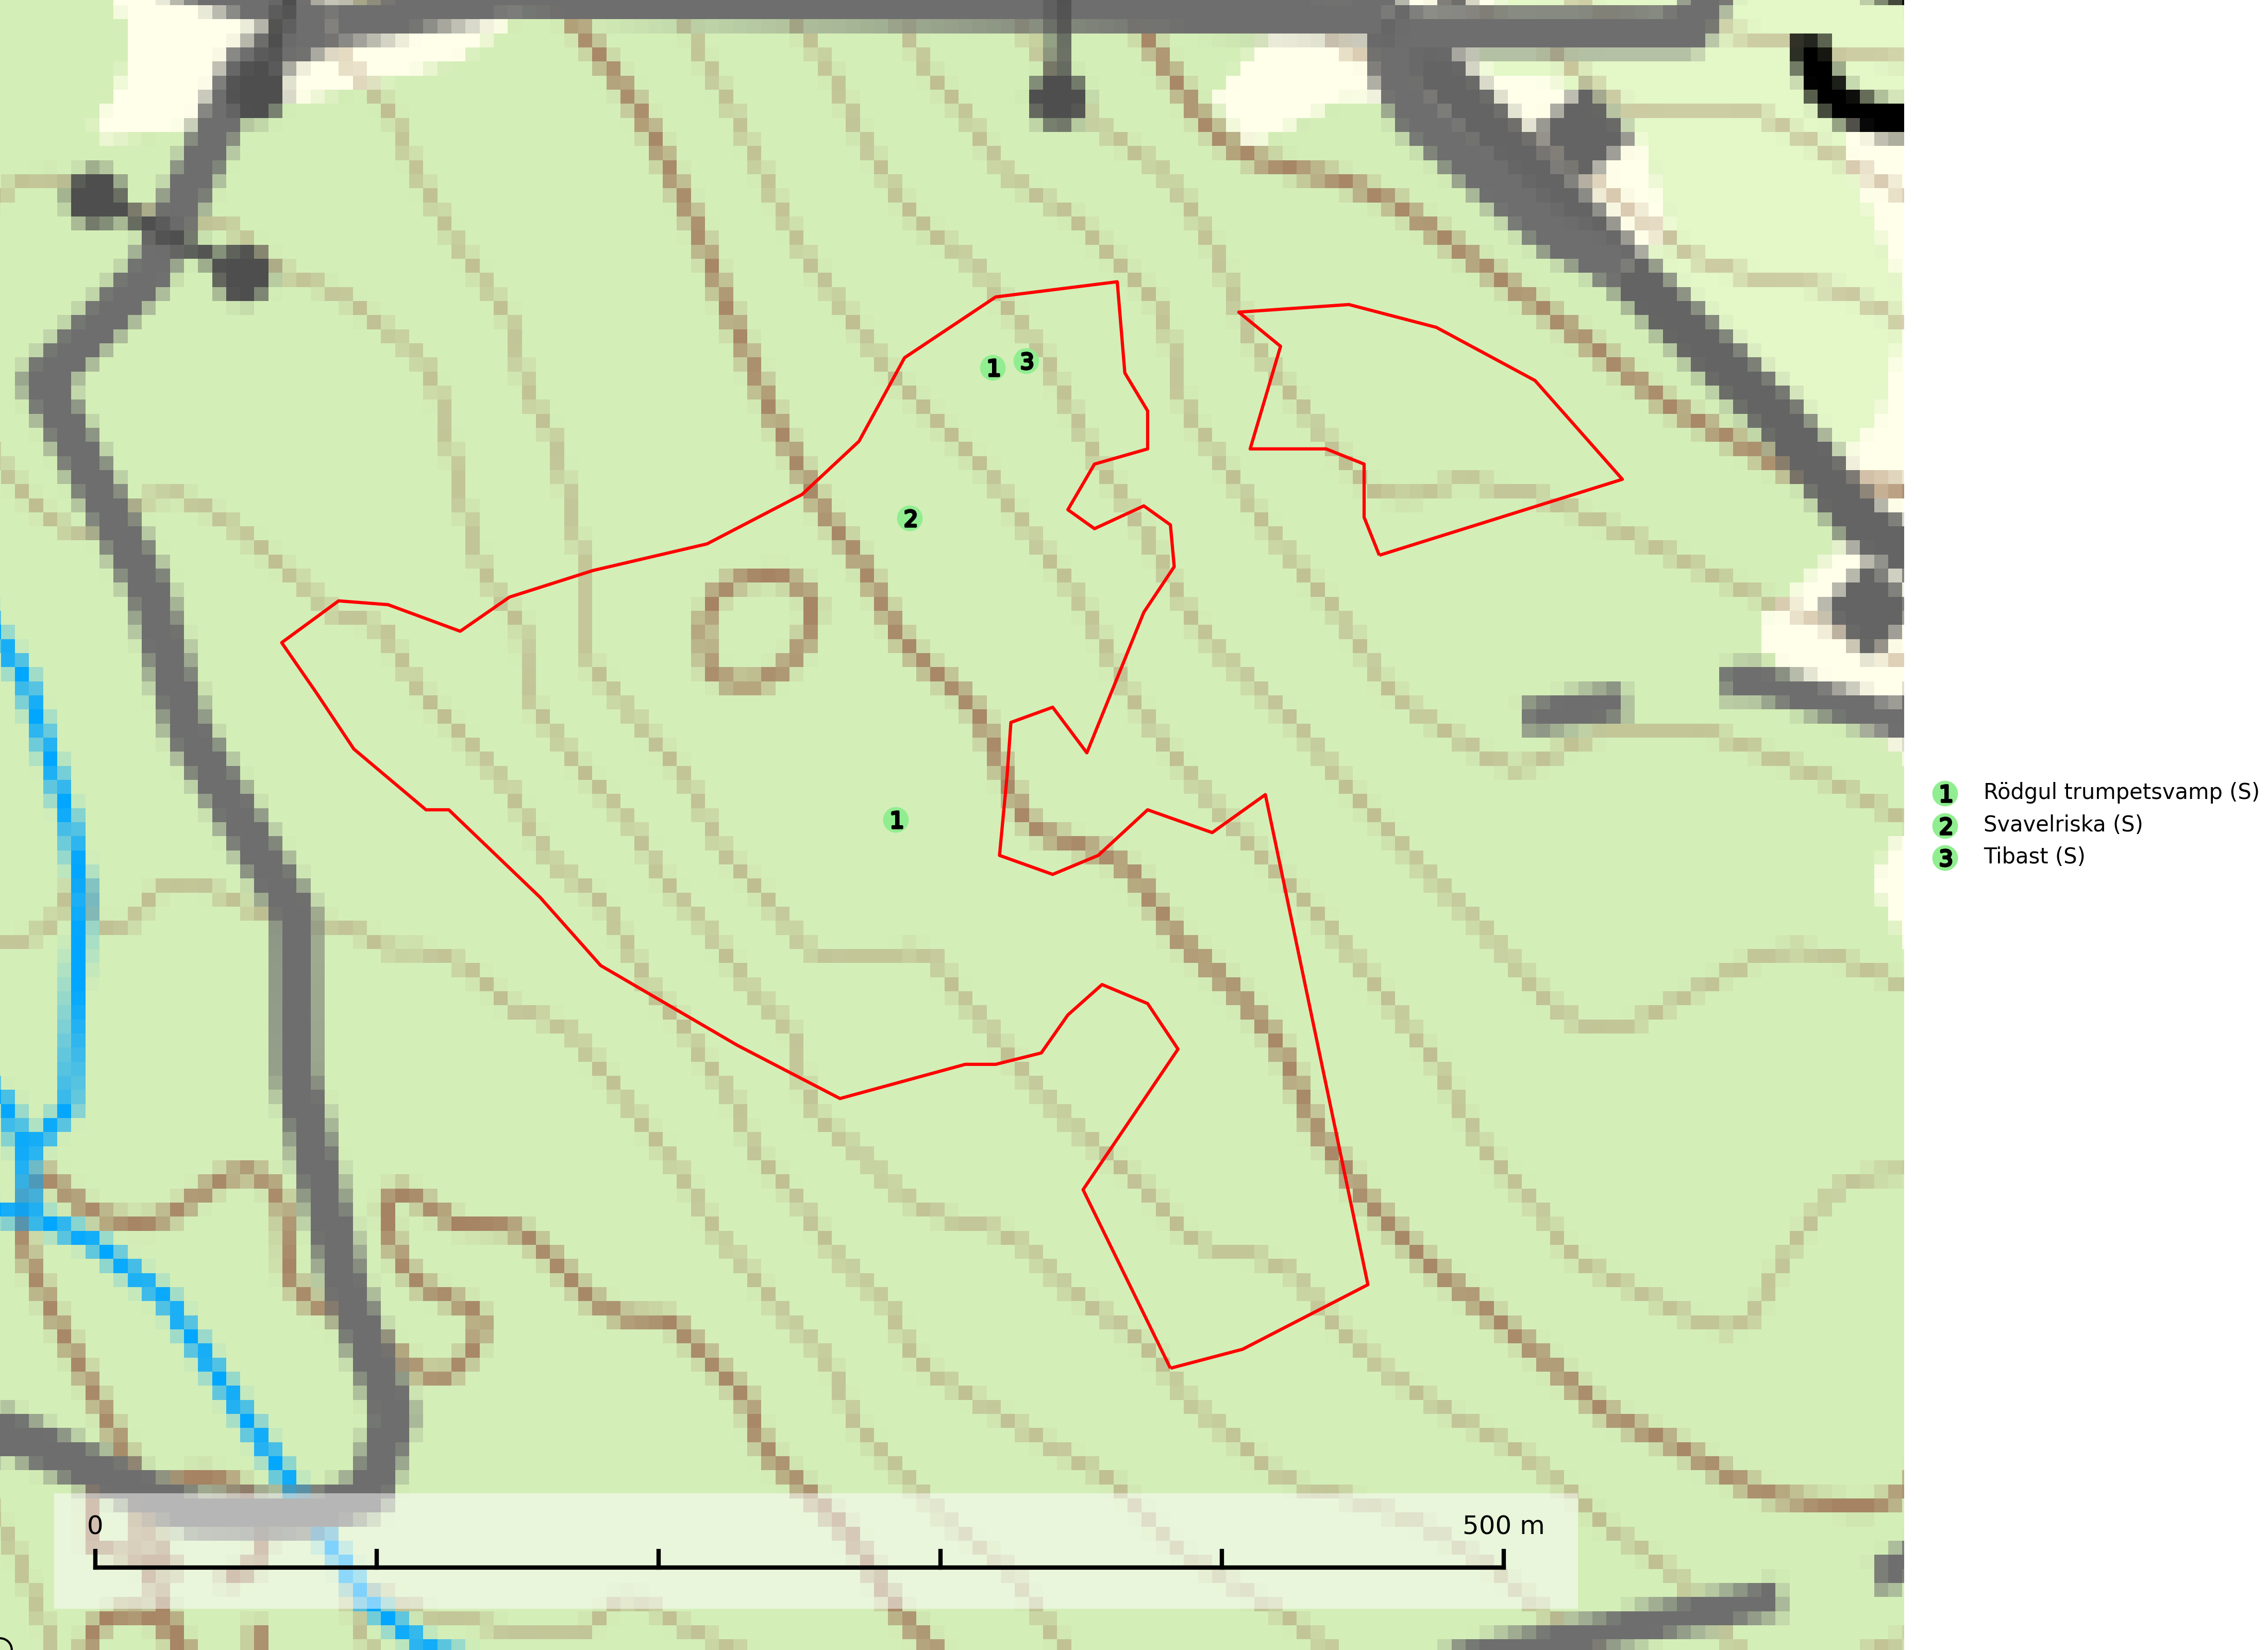 1 3
2
1
1 Rödgul trumpetsvamp (S)
2 Svavelriska (S)
3 Tibast (S)
0 500 m